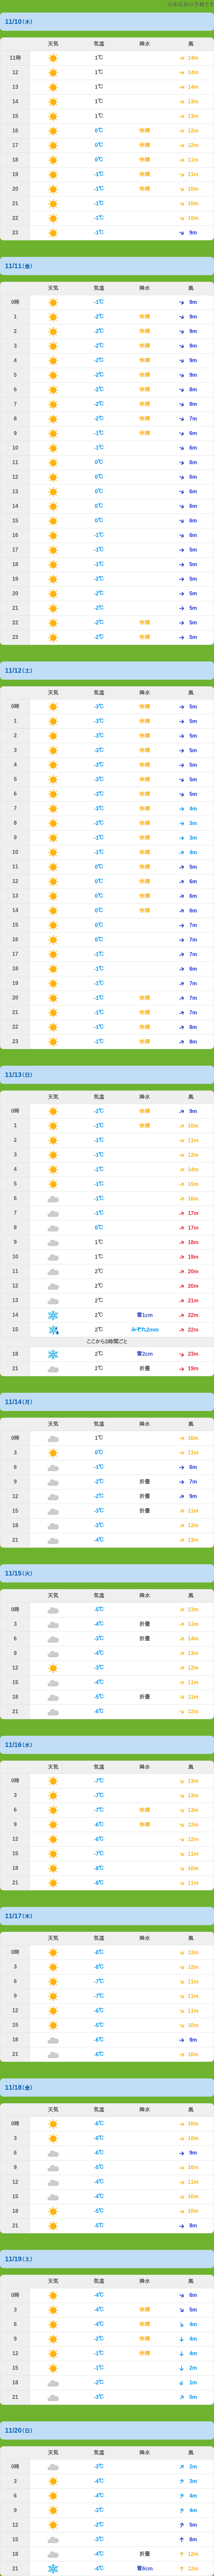 大泉岳反の予報です
11/10(木)
天気 気温 降水 風
11時 1℃ 14m
12 1℃ 14m
13 1℃ 14m
14 1℃ 13m
15 1℃ 13m
16 0℃ 快晴 12m
17 0℃ 快晴 12m
18 0℃ 快晴 11m
19 -1℃ 快晴 11m
20 -1℃ 快晴 10m
21 -1℃ 10m
22 -1℃ 10m
23 -1℃ 9m
11/11(金)
天気 気温 降水 風
0時 -1℃ 9m
1 -2℃ 快晴 9m
2 -2℃ 快晴 9m
3 -2℃ 快晴 9m
4 -2℃ 快晴 9m
5 -2℃ 快晴 9m
6 -2℃ 快晴 8m
7 -2℃ 快晴 8m
8 -2℃ 快晴 7m
9 -1℃ 快晴 6m
10 -1℃ 6m
11 0℃ 6m
12 0℃ 6m
13 0℃ 6m
14 0℃ 6m
15 0℃ 6m
16 -1℃ 6m
17 -1℃ 5m
18 -1℃ 5m
19 -2℃ 5m
20 -2℃ 5m
21 -2℃ 5m
22 -2℃ 快晴 5m
23 -2℃ 快晴 5m
11/12(土)
天気 気温 降水 風
0時 -3℃ 快晴 5m
1 -3℃ 快晴 5m
2 -3℃ 快晴 5m
3 -3℃ 快晴 5m
4 -3℃ 快晴 5m
5 -3℃ 快晴 5m
6 -3℃ 快晴 5m
7 -3℃ 快晴 4m
8 -2℃ 快晴 3m
9 -1℃ 快晴 3m
10 -1℃ 快晴 4m
11 0℃ 快晴 5m
12 0℃ 快晴 6m
13 0℃ 快晴 6m
14 0℃ 快晴 6m
15 0℃ 7m
16 0℃ 7m
17 -1℃ 7m
18 -1℃ 6m
19 -1℃ 7m
20 -1℃ 快晴 7m
21 -1℃ 快晴 7m
22 -1℃ 快晴 8m
23 -1℃ 快晴 8m
11/13(日)
天気 気温 降水 風
0時 -2℃ 快晴 9m
1 -1℃ 快晴 10m
2 -1℃ 11m
3 -1℃ 12m
4 -1℃ 14m
5 -1℃ 15m
6 -1℃ 16m
7 -1℃ 17m
8 0℃ 17m
9 1℃ 18m
10 1℃ 19m
11 2℃ 20m
12 2℃ 20m
13 2℃ 21m
14 2℃ 雪1cm 22m
15 2℃ みぞれ2mm 22m
ここから3時間ごと
18 2℃ 雪2cm 23m
21 2℃ 折曇 19m
11/14(月)
天気 気温 降水 風
0時 1℃ 16m
3 0℃ 11m
6 -1℃ 6m
9 -2℃ 折曇 7m
12 -2℃ 折曇 9m
15 -3℃ 折曇 11m
18 -3℃ 12m
21 -4℃ 13m
11/15(火)
天気 気温 降水 風
0時 -5℃ 13m
3 -4℃ 折曇 13m
6 -3℃ 折曇 14m
9 -4℃ 13m
12 -3℃ 12m
15 -4℃ 11m
18 -5℃ 折曇 11m
21 -6℃ 12m
11/16(水)
天気 気温 降水 風
0時 -7℃ 13m
3 -7℃ 13m
6 -7℃ 快晴 13m
9 -6℃ 快晴 12m
12 -6℃ 12m
15 -7℃ 11m
18 -8℃ 10m
21 -8℃ 11m
11/17(木)
天気 気温 降水 風
0時 -8℃ 13m
3 -8℃ 12m
6 -7℃ 11m
9 -7℃ 11m
12 -6℃ 11m
15 -5℃ 10m
18 -6℃ 9m
21 -6℃ 10m
11/18(金)
天気 気温 降水 風
0時 -6℃ 10m
3 -6℃ 10m
6 -6℃ 9m
9 -5℃ 10m
12 -4℃ 11m
15 -4℃ 10m
18 -5℃ 10m
21 -5℃ 8m
11/19(土)
天気 気温 降水 風
0時 -4℃ 6m
3 -4℃ 快晴 5m
6 -4℃ 快晴 4m
9 -2℃ 快晴 4m
12 -1℃ 快晴 4m
15 -1℃ 2m
18 -2℃ 1m
21 -3℃ 0m
11/20(日)
天気 気温 降水 風
0時 -3℃ 2m
3 -4℃ 3m
6 -4℃ 4m
9 -3℃ 4m
12 -2℃ 5m
15 -3℃ 8m
18 -4℃ 折曇 12m
21 -4℃ 雪6cm 12m